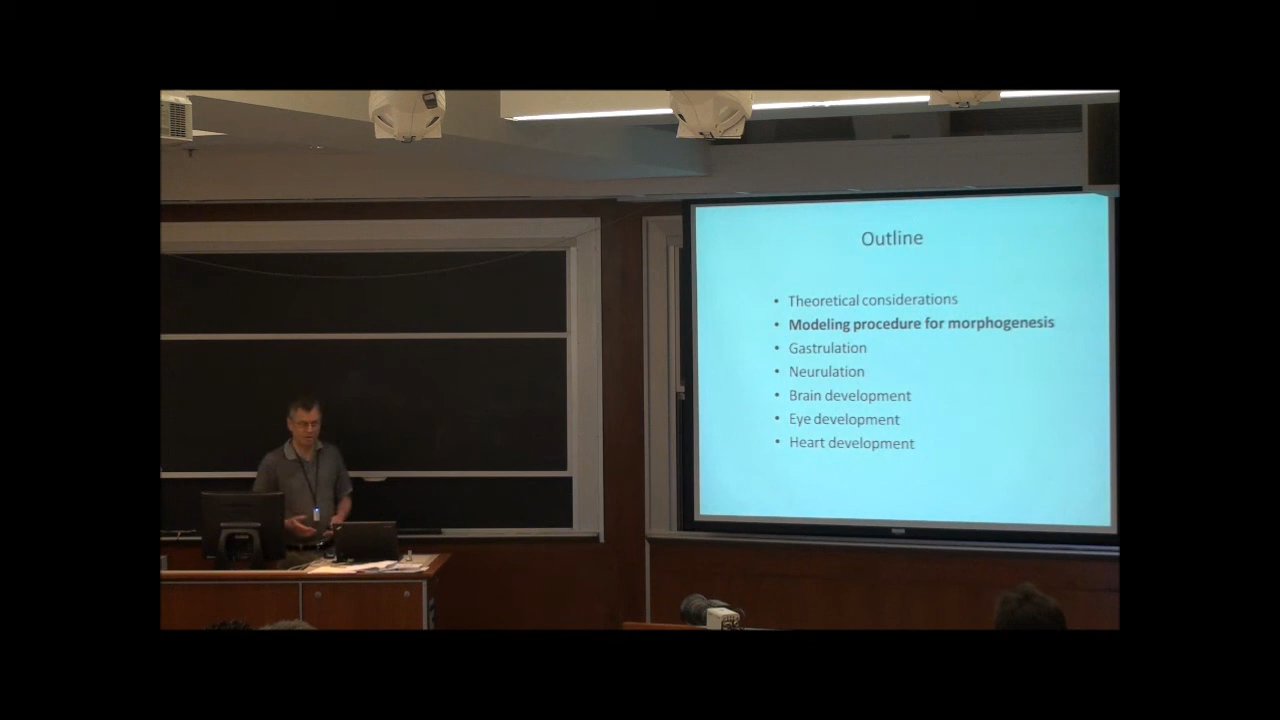 Outline
• Theoretical considerations
• Modeling procedure for morphogenesis
• Gastrulation
• Neurulation
• Brain development
• Eye development
• Heart development